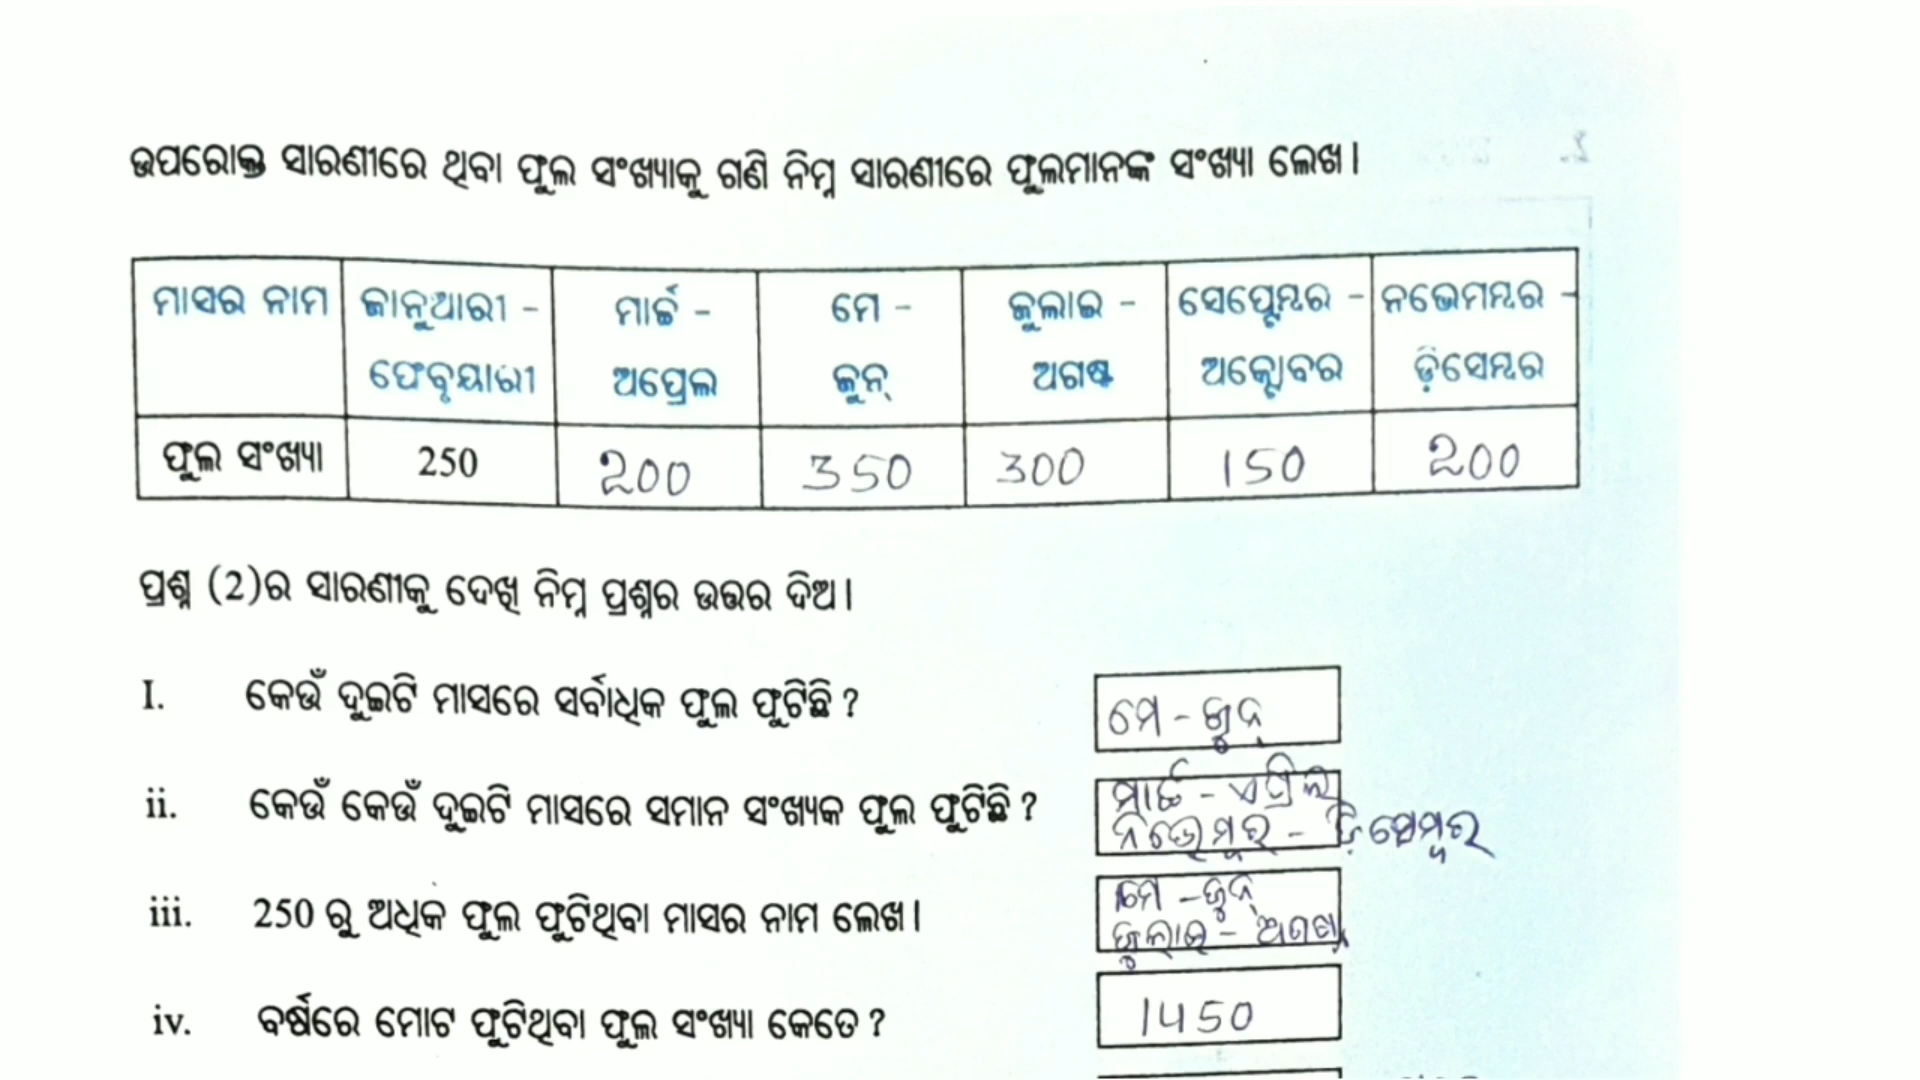 ଉପରୋକ୍ତ ସାରଣୀରେ ଥିବା ଫୁଲ ସଂଖ୍ୟାକୁ ଗଣି ନିମ୍ନ ସାରଣୀରେ ଫୁଲମାନଙ୍କ ସଂଖ୍ୟା ଲେଖ।
ମାସର ନାମ ଜାନୁଆରୀ - ମାର୍ଚ୍ଚ - ମେ - ଜୁଲାଇ - ସେପ୍ଟେମ୍ବର - ନଭେମମ୍ବର -
ଫେବୃୟାରୀ ଅପ୍ରେଲ ଜୁନ୍ ଅଗଷ୍ଟ ଅକ୍ଟୋବର ଡ଼ିସେମ୍ବର
ଫୁଲ ସଂଖ୍ୟା 250 200 350 300 150 200
ପ୍ରଶ୍ନ (2)ର ସାରଣୀକୁ ଦେଖି ନିମ୍ନ ପ୍ରଶ୍ନର ଉତ୍ତର ଦିଅ।
I. କେଉଁ ଦୁଇଟି ମାସରେ ସର୍ବାଧିକ ଫୁଲ ଫୁଟିଛି ? ମେ - ଜୁନ୍
ii. କେଉଁ କେଉଁ ଦୁଇଟି ମାସରେ ସମାନ ସଂଖ୍ୟକ ଫୁଲ ଫୁଟିଛି ? ମାର୍ଚ୍ଚ - ଏପ୍ରିଲ
ନଭେମ୍ବର - ଡ଼ିସେମ୍ବର
iii. 250 ରୁ ଅଧିକ ଫୁଲ ଫୁଟିଥିବା ମାସର ନାମ ଲେଖ। ମେ - ଜୁନ୍
ଜୁଲାଇ - ଅଗଷ୍ଟ
iv. ବର୍ଷରେ ମୋଟ ଫୁଟିଥିବା ଫୁଲ ସଂଖ୍ୟା କେତେ ? 1450